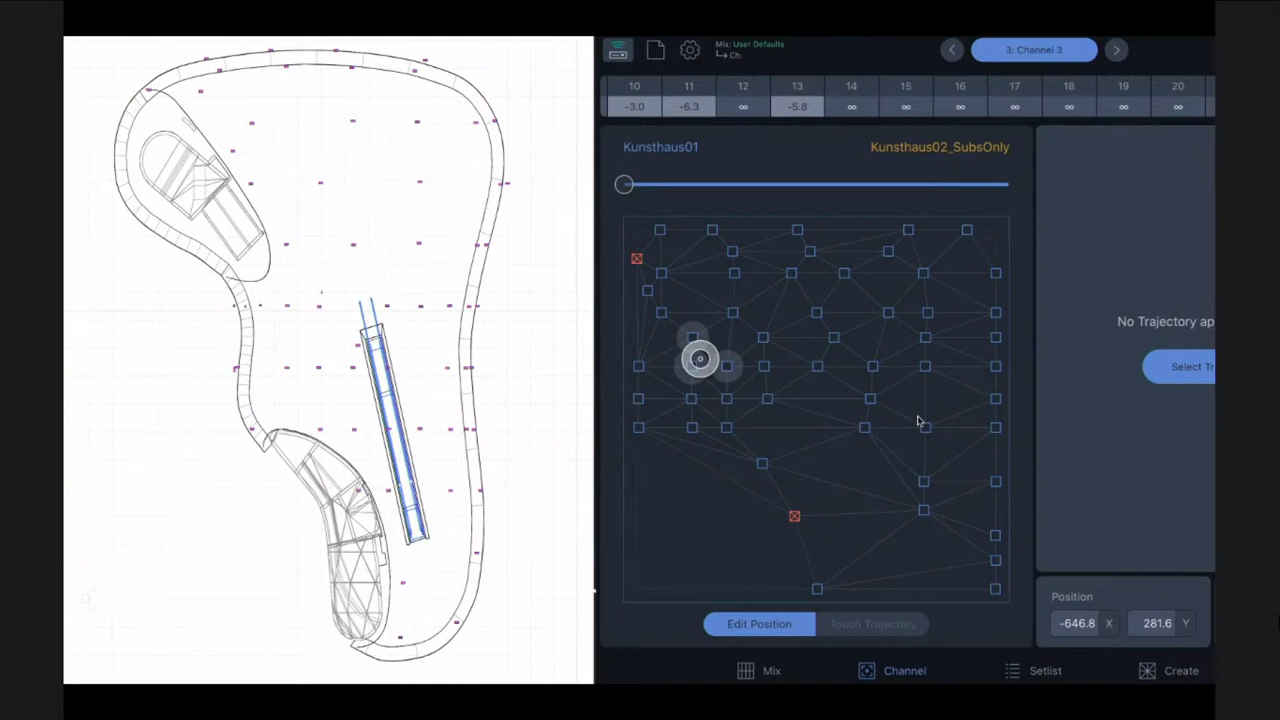 Mix: User Defaults
Ch:
3: Channel 3
10 11 12 13 14 15 16 17 18 19 20
-3.0 -6.3 ∞ -5.8 ∞ ∞ ∞ ∞ ∞ ∞ ∞
Kunsthaus01
Kunsthaus02_SubsOnly
No Trajectory ap
Select Tr
Edit Position
Touch Trajectory
Position
-646.8 X
281.6 Y
Mix
Channel
Setlist
Create